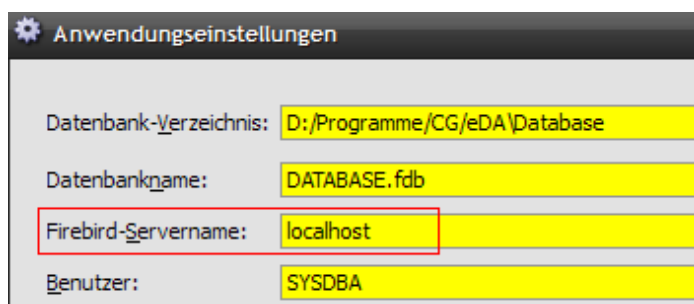 Anwendungseinstellungen
Datenbank-Verzeichnis: D:/Programme/CG/eDA\Database
Datenbankname: DATABASE.fdb
Firebird-Servername: localhost
Benutzer: SYSDBA